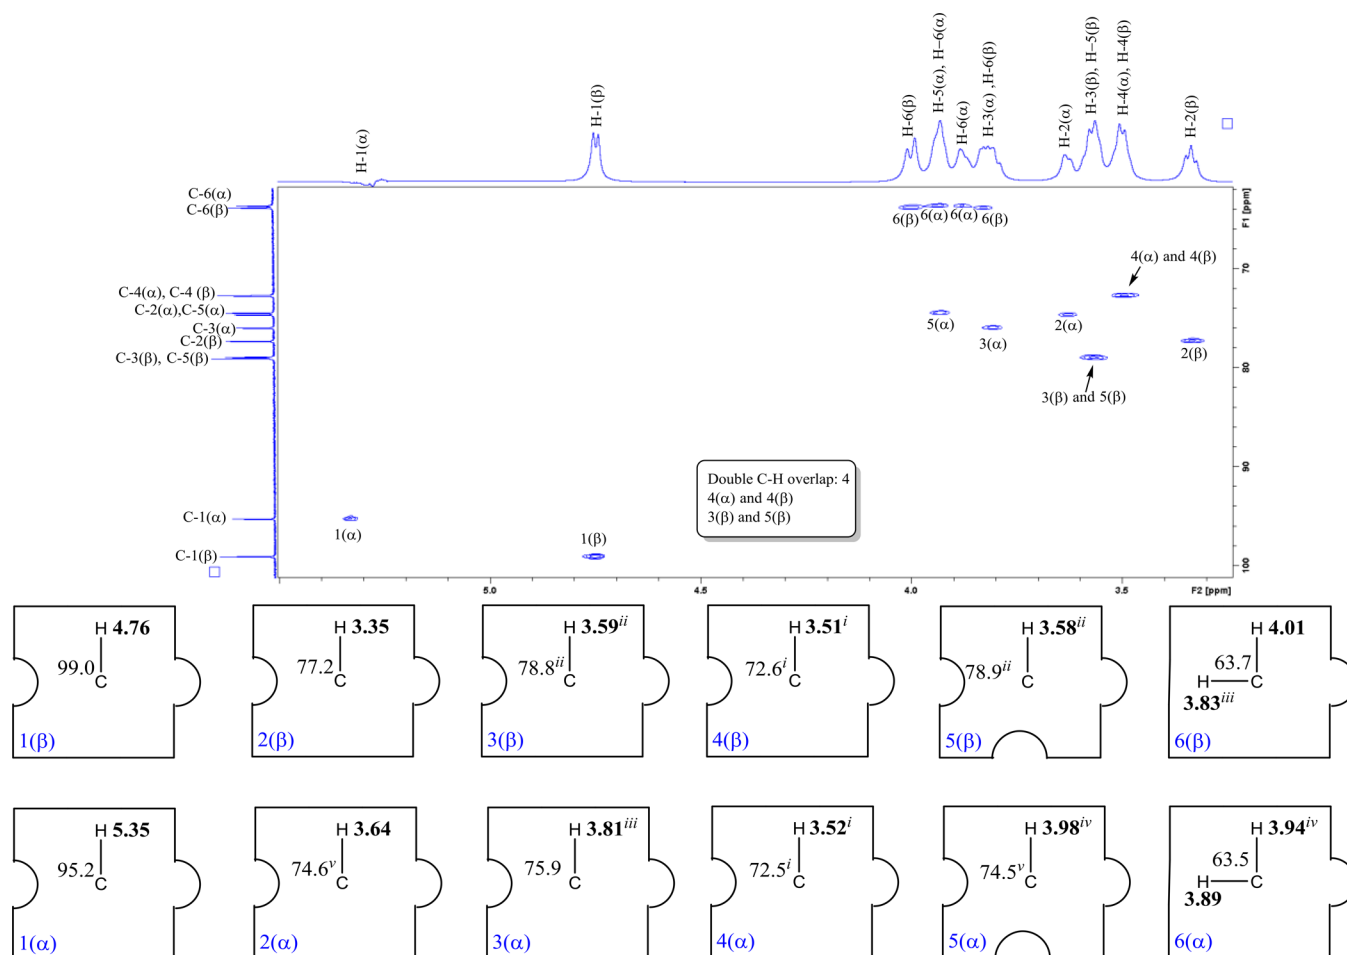 H-1(α)
H-1(β)
H-6(β)
H-5(α), H-6(α)
H-6(α)
H-3(α) ,H-6(β)
H-2(α)
H-3(β), H-5(β)
H-4(α), H-4(β)
H-2(β)
C-6(α)
C-6(β)
C-4(α), C-4 (β)
C-2(α),C-5(α)
C-3(α)
C-2(β)
C-3(β), C-5(β)
C-1(α)
C-1(β)
6(β) 6(α) 6(α) 6(β)
4(α) and 4(β)
5(α)
2(α)
3(α)
2(β)
3(β) and 5(β)
1(α)
1(β)
Double C-H overlap: 4
4(α) and 4(β)
3(β) and 5(β)
F1 [ppm]
70
80
90
100
5.0 4.5 4.0 3.5 F2 [ppm]
H 4.76
99.0
C
1(β)
H 3.35
77.2
C
2(β)
H 3.59ii
78.8ii
C
3(β)
H 3.51i
72.6i
C
4(β)
H 3.58ii
78.9ii
C
5(β)
H 4.01
63.7
H C
3.83iii
6(β)
H 5.35
95.2
C
1(α)
H 3.64
74.6v
C
2(α)
H 3.81iii
75.9
C
3(α)
H 3.52i
72.5i
C
4(α)
H 3.98iv
74.5v
C
5(α)
H 3.94iv
63.5
H C
3.89
6(α)